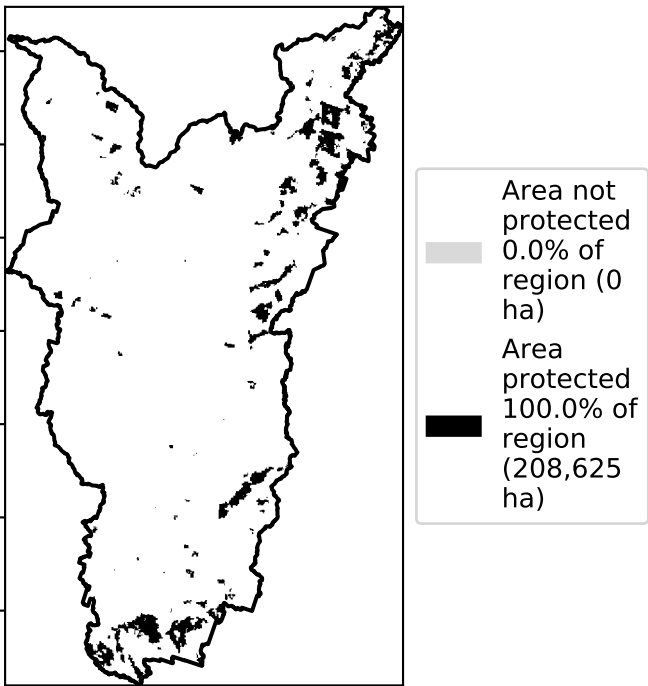 Area not
protected
0.0% of
region (0
ha)
Area
protected
100.0% of
region
(208,625
ha)